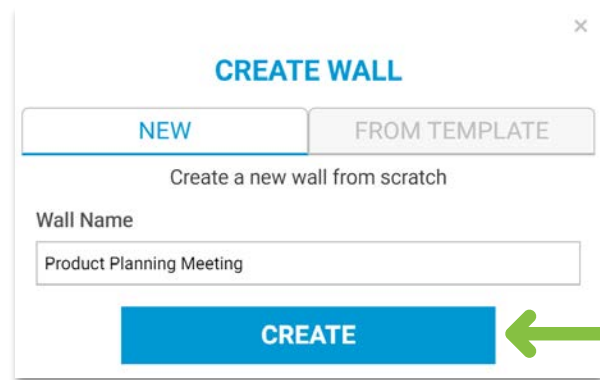 ×
CREATE WALL
NEW
FROM TEMPLATE
Create a new wall from scratch
Wall Name
Product Planning Meeting
CREATE